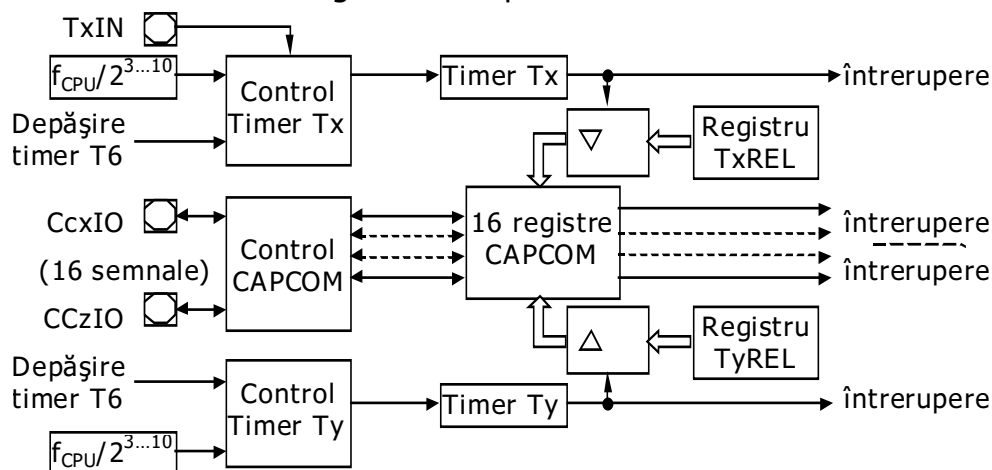 TxIN
f_CPU/2^3...10
Control
Timer Tx
Timer Tx
întrerupere
Depăşire
timer T6
Registru
TxREL
CcxIO
(16 semnale)
CCzIO
Control
CAPCOM
16 registre
CAPCOM
întrerupere
întrerupere
Registru
TyREL
Depăşire
timer T6
Control
Timer Ty
Timer Ty
întrerupere
f_CPU/2^3...10